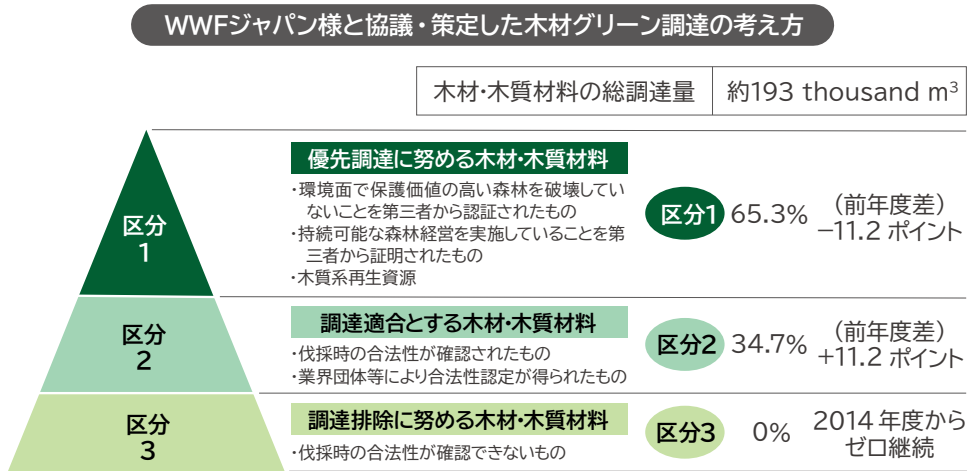 WWFジャパン様と協議・策定した木材グリーン調達の考え方
木材・木質材料の総調達量 約193 thousand m³
区分
1
優先調達に努める木材・木質材料
・環境面で保護価値の高い森林を破壊してい
ないことを第三者から認証されたもの
・持続可能な森林経営を実施していることを第
三者から証明されたもの
・木質系再生資源
区分1 65.3%
(前年度差)
−11.2 ポイント
区分
2
調達適合とする木材・木質材料
・伐採時の合法性が確認されたもの
・業界団体等により合法性認定が得られたもの
区分2 34.7%
(前年度差)
+11.2 ポイント
区分
3
調達排除に努める木材・木質材料
・伐採時の合法性が確認できないもの
区分3 0%
2014 年度から
ゼロ継続